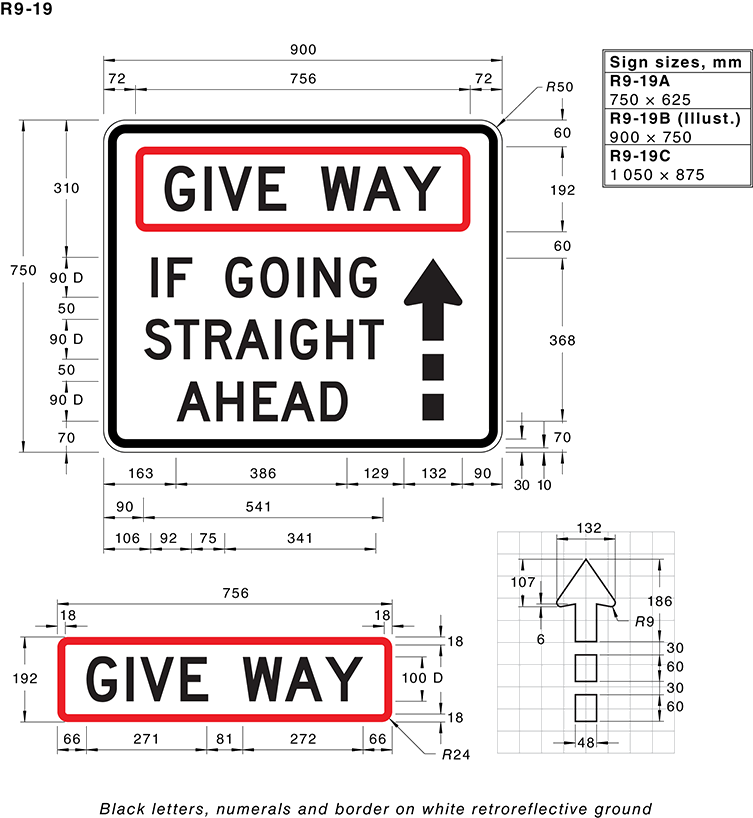 R9-19
900
72 756 72
R50
Sign sizes, mm
R9-19A
750 × 625
R9-19B (Illust.)
900 × 750
R9-19C
1 050 × 875
60
310
GIVE WAY
192
60
750
90 D
IF GOING
50
90 D
STRAIGHT
368
50
90 D
AHEAD
70
70
163 386 129 132 90
30 10
90 541
106 92 75 341
132
756
18 18
107
186
R9
6
18
192
GIVE WAY
100 D
30
60
30
60
18
66 271 81 272 66
R24
48
Black letters, numerals and border on white retroreflective ground